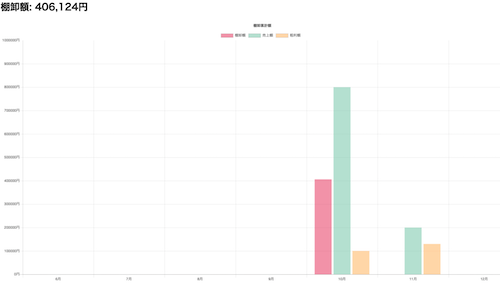 棚卸額: 406,124円
棚卸累計額
棚卸額 売上額 粗利額
1000000円
900000円
800000円
700000円
600000円
500000円
400000円
300000円
200000円
100000円
0円
6月 7月 8月 9月 10月 11月 12月